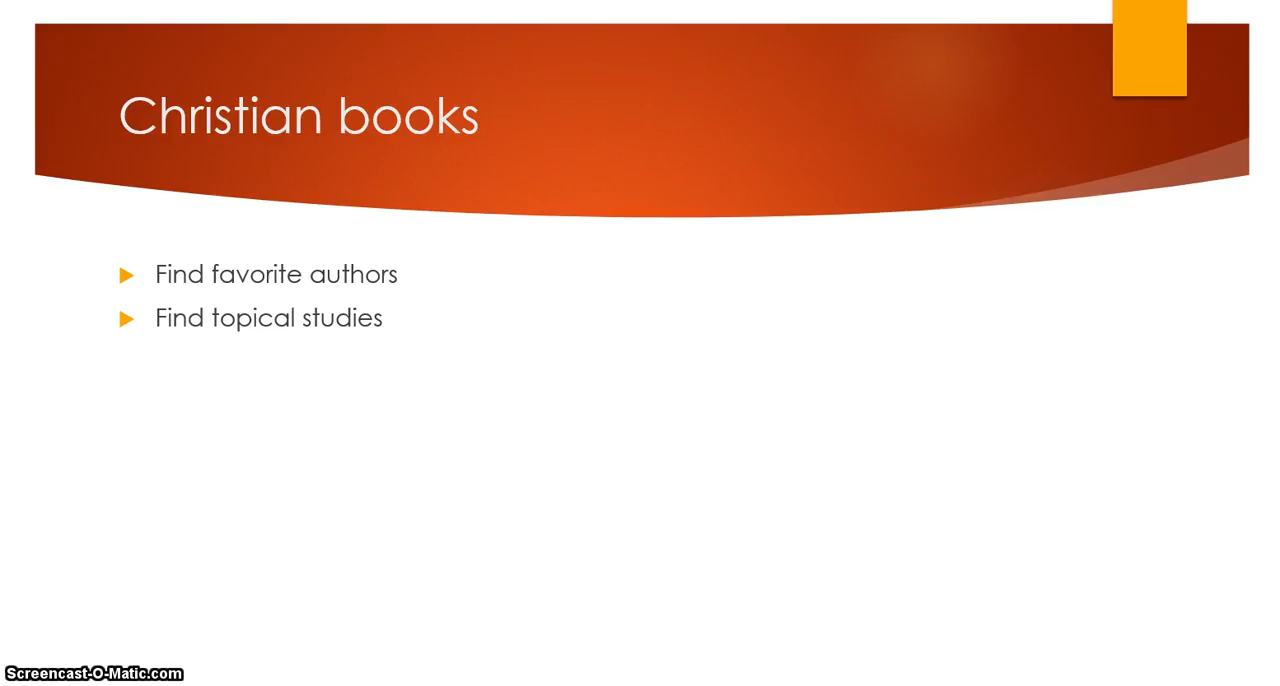 Christian books
Find favorite authors
Find topical studies
Screencast-O-Matic.com